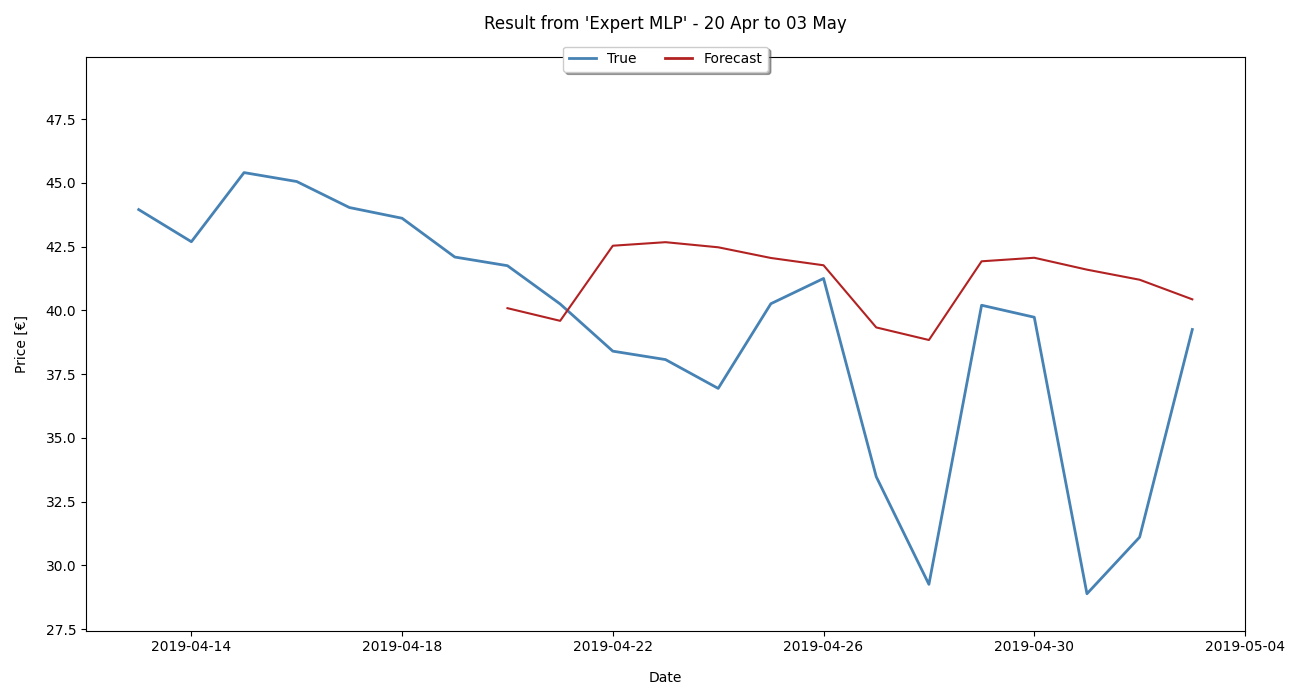 Result from 'Expert MLP' - 20 Apr to 03 May
True Forecast
Price [€]
47.5
45.0
42.5
40.0
37.5
35.0
32.5
30.0
27.5
2019-04-14 2019-04-18 2019-04-22 2019-04-26 2019-04-30 2019-05-04
Date